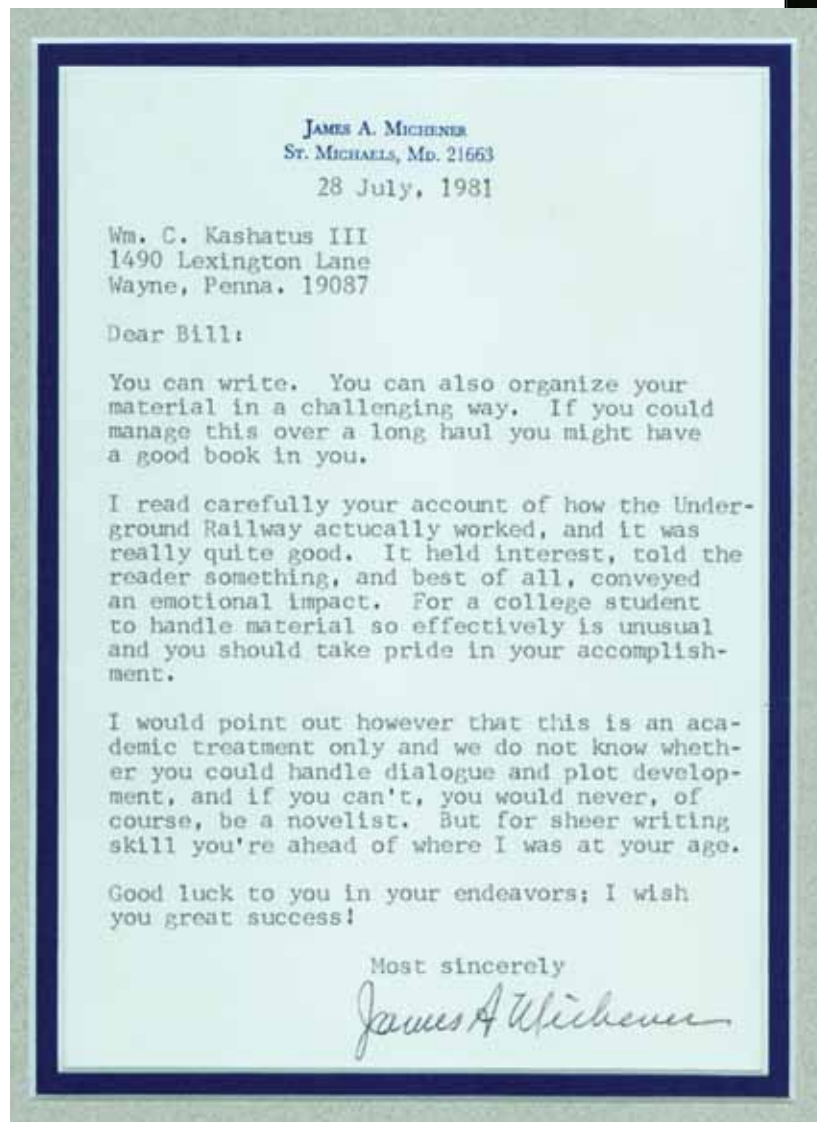 James A. Michener
St. Michaels, Md. 21663
28 July, 1981
Wm. C. Kashatus III
1490 Lexington Lane
Wayne, Penna. 19087
Dear Bill:
You can write.  You can also organize your
material in a challenging way.  If you could
manage this over a long haul you might have
a good book in you.
I read carefully your account of how the Under-
ground Railway actucally worked, and it was
really quite good.  It held interest, told the
reader something, and best of all, conveyed
an emotional impact.  For a college student
to handle material so effectively is unusual
and you should take pride in your accomplish-
ment.
I would point out however that this is an aca-
demic treatment only and we do not know wheth-
er you could handle dialogue and plot develop-
ment, and if you can't, you would never, of
course, be a novelist.  But for sheer writing
skill you're ahead of where I was at your age.
Good luck to you in your endeavors; I wish
you great success!
Most sincerely
James A Michener